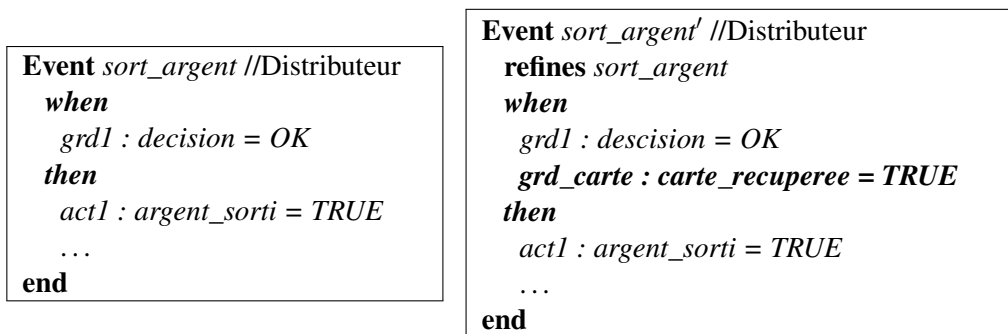 Event sort_argent //Distributeur
when
grd1 : decision = OK
then
act1 : argent_sorti = TRUE
...
end
Event sort_argent′ //Distributeur
refines sort_argent
when
grd1 : descision = OK
grd_carte : carte_recuperee = TRUE
then
act1 : argent_sorti = TRUE
...
end